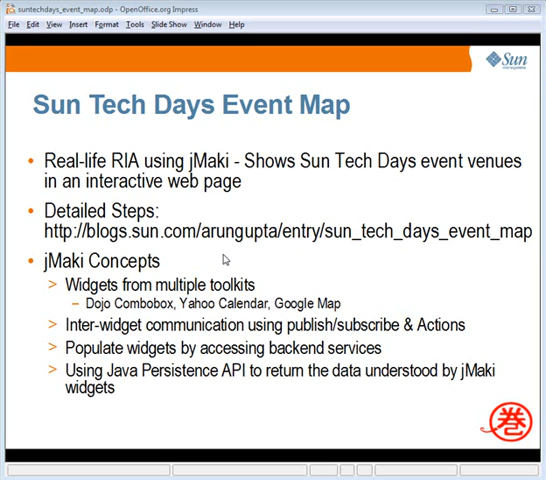 suntechdays_event_map.odp - OpenOffice.org Impress
File Edit View Insert Format Tools Slide Show Window Help
Sun
Sun Tech Days Event Map
• Real-life RIA using jMaki - Shows Sun Tech Days event venues
in an interactive web page
• Detailed Steps:
http://blogs.sun.com/arungupta/entry/sun_tech_days_event_map
• jMaki Concepts
> Widgets from multiple toolkits
– Dojo Combobox, Yahoo Calendar, Google Map
> Inter-widget communication using publish/subscribe & Actions
> Populate widgets by accessing backend services
> Using Java Persistence API to return the data understood by jMaki
widgets
巻